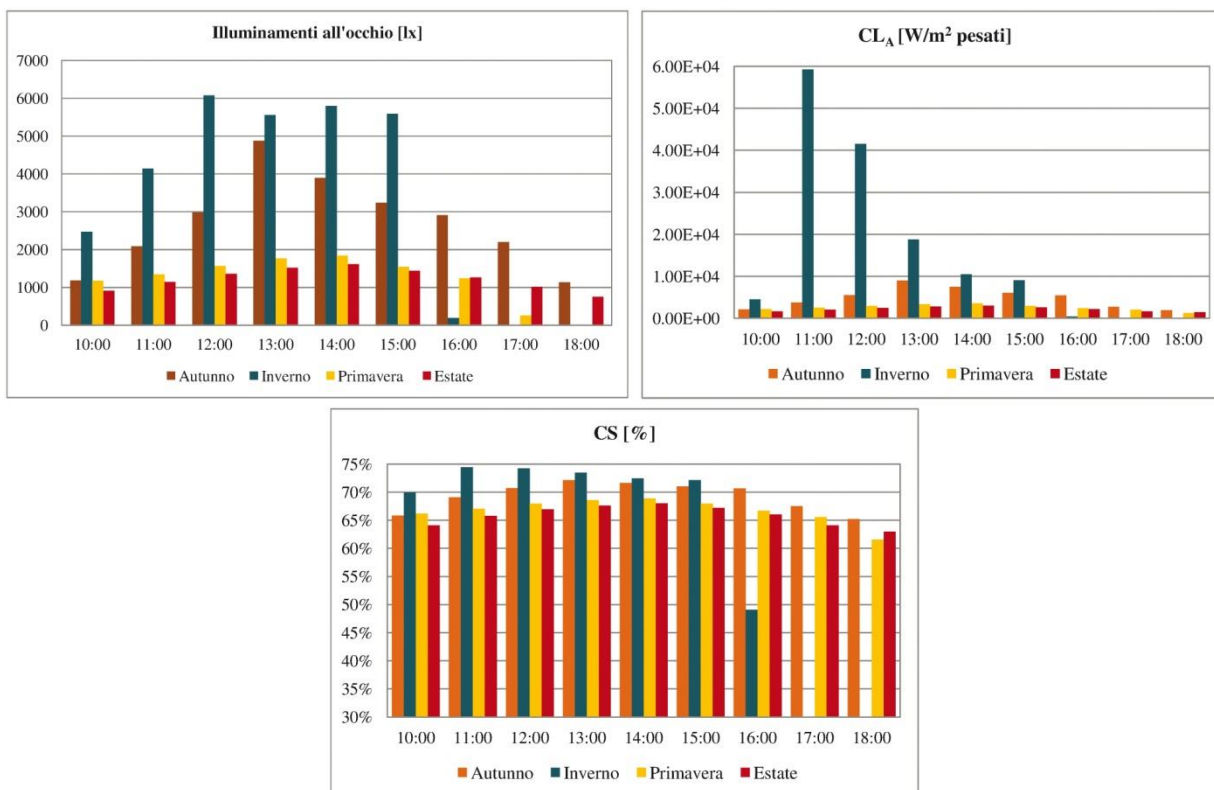 Illuminamenti all'occhio [lx]
7000
6000
5000
4000
3000
2000
1000
0
10:00 11:00 12:00 13:00 14:00 15:00 16:00 17:00 18:00
Autunno Inverno Primavera Estate
CL_A [W/m² pesati]
6.00E+04
5.00E+04
4.00E+04
3.00E+04
2.00E+04
1.00E+04
0.00E+00
10:00 11:00 12:00 13:00 14:00 15:00 16:00 17:00 18:00
Autunno Inverno Primavera Estate
CS [%]
75%
70%
65%
60%
55%
50%
45%
40%
35%
30%
10:00 11:00 12:00 13:00 14:00 15:00 16:00 17:00 18:00
Autunno Inverno Primavera Estate